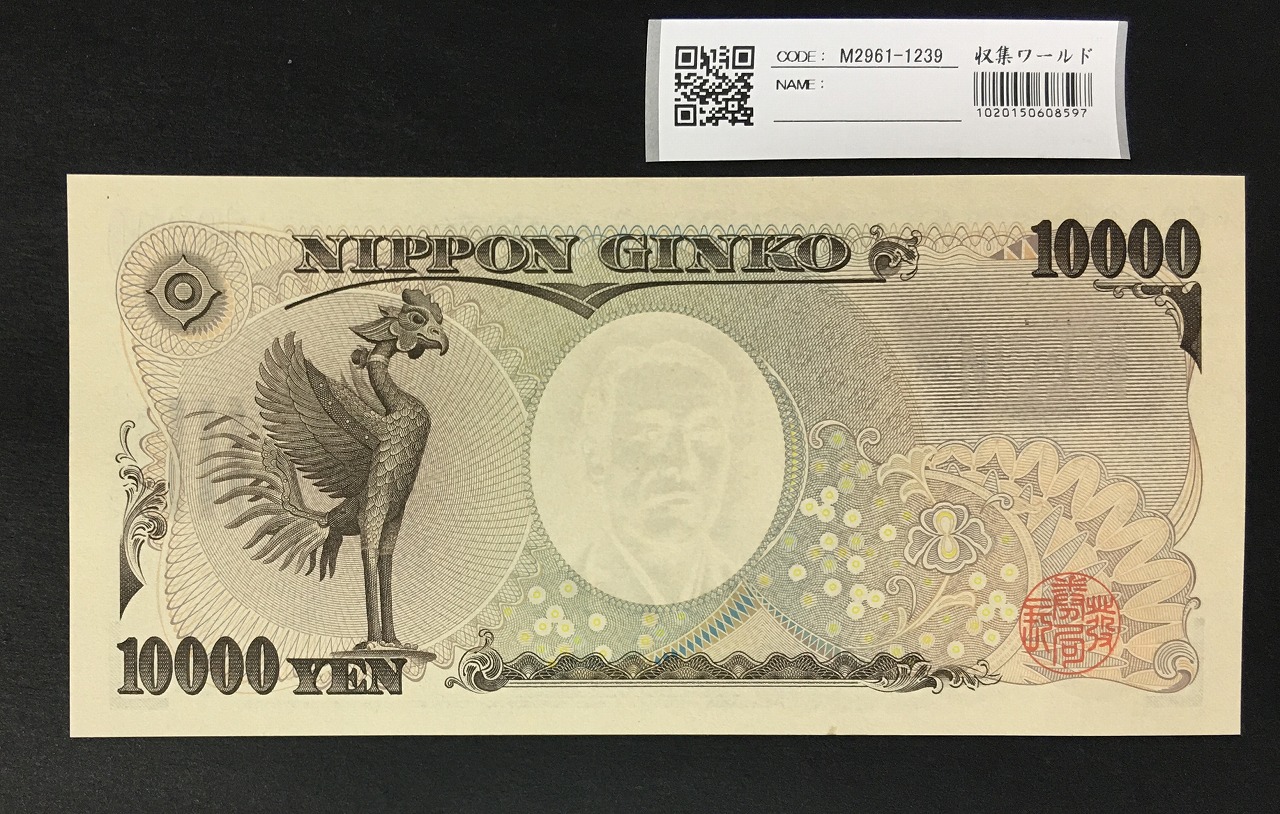 CODE： M2961-1239
NAME：
収集ワールド
1020150608597
NIPPON GINKO
10000
10000 YEN